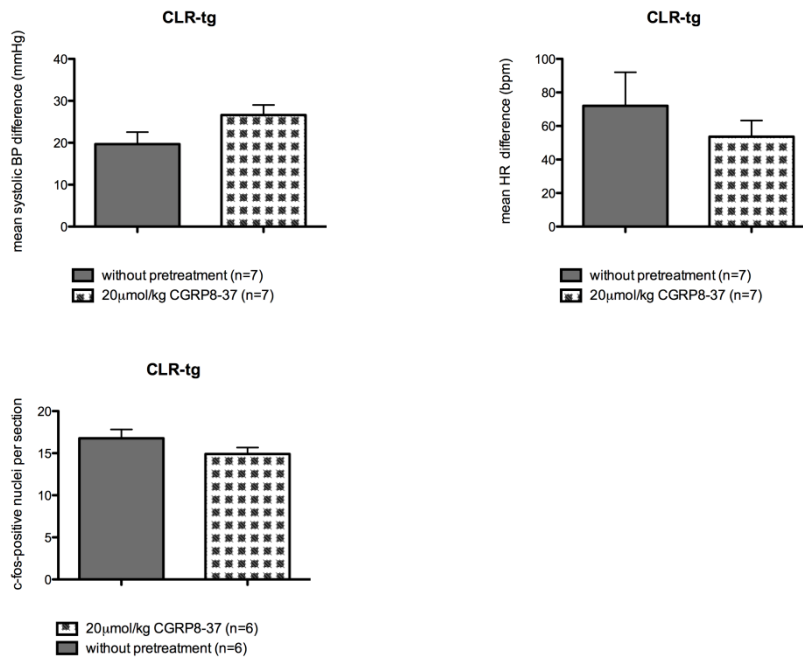 CLR-tg
mean systolic BP difference (mmHg)
40
30
20
10
0
without pretreatment (n=7)
20µmol/kg CGRP8-37 (n=7)
CLR-tg
mean HR difference (bpm)
100
80
60
40
20
0
without pretreatment (n=7)
20µmol/kg CGRP8-37 (n=7)
CLR-tg
c-fos-positive nuclei per section
20
15
10
5
0
20µmol/kg CGRP8-37 (n=6)
without pretreatment (n=6)